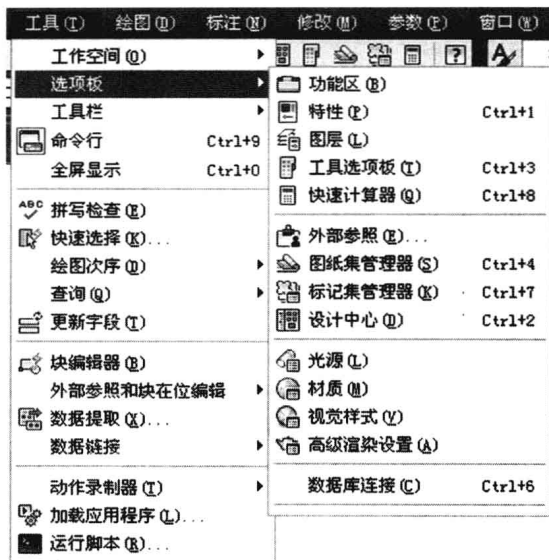 工具(T) 绘图(D) 标注(N) 修改(M) 参数(P) 窗口(W)
工作空间(O)
选项板
工具栏
命令行 Ctrl+9
全屏显示 Ctrl+0
ABC 拼写检查(E)
快速选择(K)...
绘图次序(D)
查询(Q)
更新字段(T)
块编辑器(B)
外部参照和块在位编辑
数据提取(X)...
数据链接
动作录制器(T)
加载应用程序(L)...
运行脚本(R)...
功能区(B)
特性(P) Ctrl+1
图层(L)
工具选项板(T) Ctrl+3
快速计算器(Q) Ctrl+8
外部参照(E)...
图纸集管理器(S) Ctrl+4
标记集管理器(K) Ctrl+7
设计中心(D) Ctrl+2
光源(L)
材质(M)
视觉样式(V)
高级渲染设置(A)
数据库连接(C) Ctrl+6